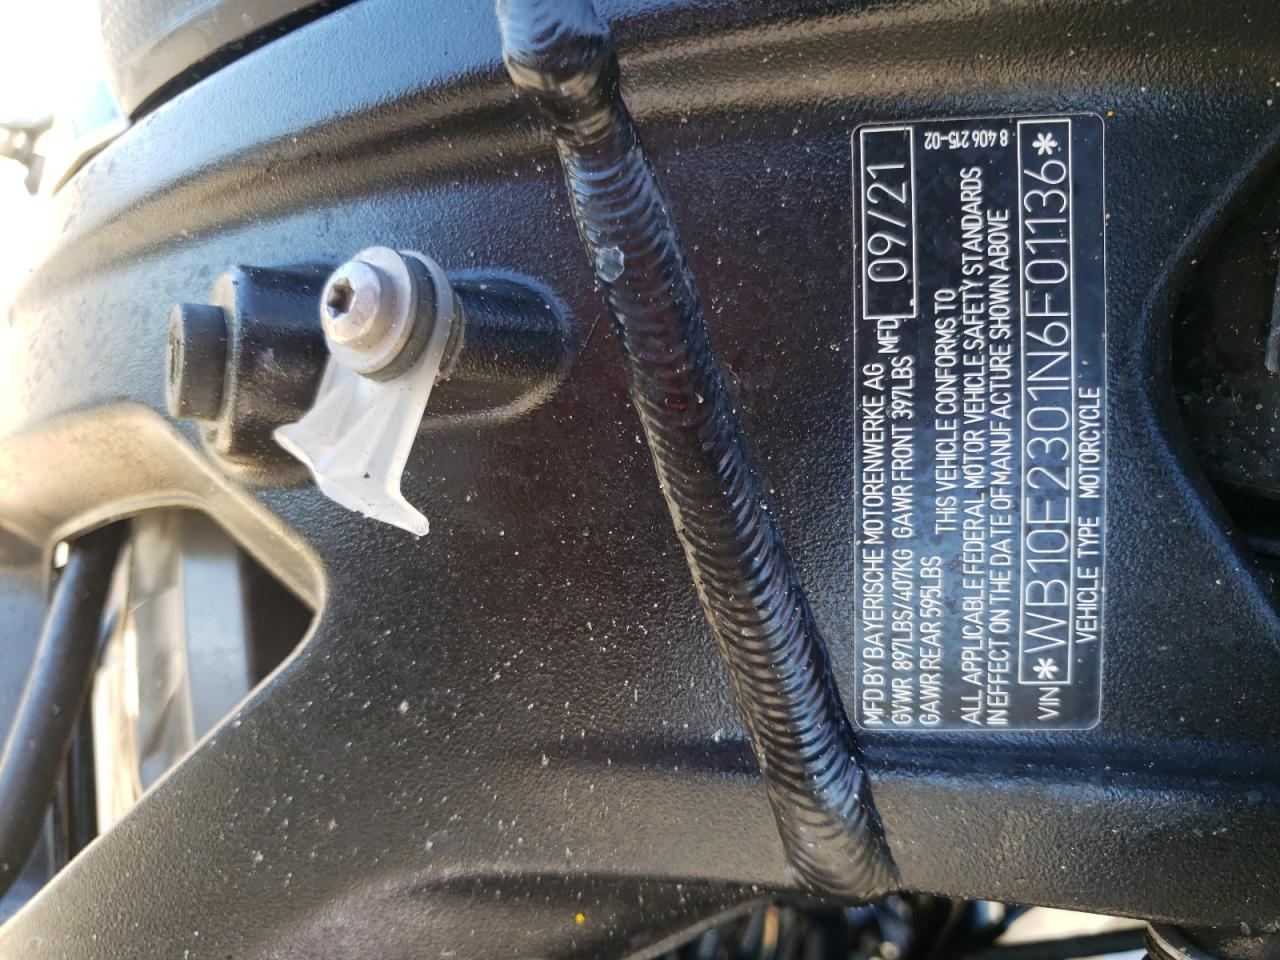 MFD BY BAYERISCHE MOTORENWERKE AG
GVWR 897LBS/407KG GAWR FRONT 397LBS MFD. 09/21
GAWR REAR 595LBS THIS VEHICLE CONFORMS TO
ALL APPLICABLE FEDERAL MOTOR VEHICLE SAFETY STANDARDS
IN EFFECT ON THE DATE OF MANUFACTURE SHOWN ABOVE
VIN *WB10E2301N6F01136*
VEHICLE TYPE MOTORCYCLE
8 406 215-02